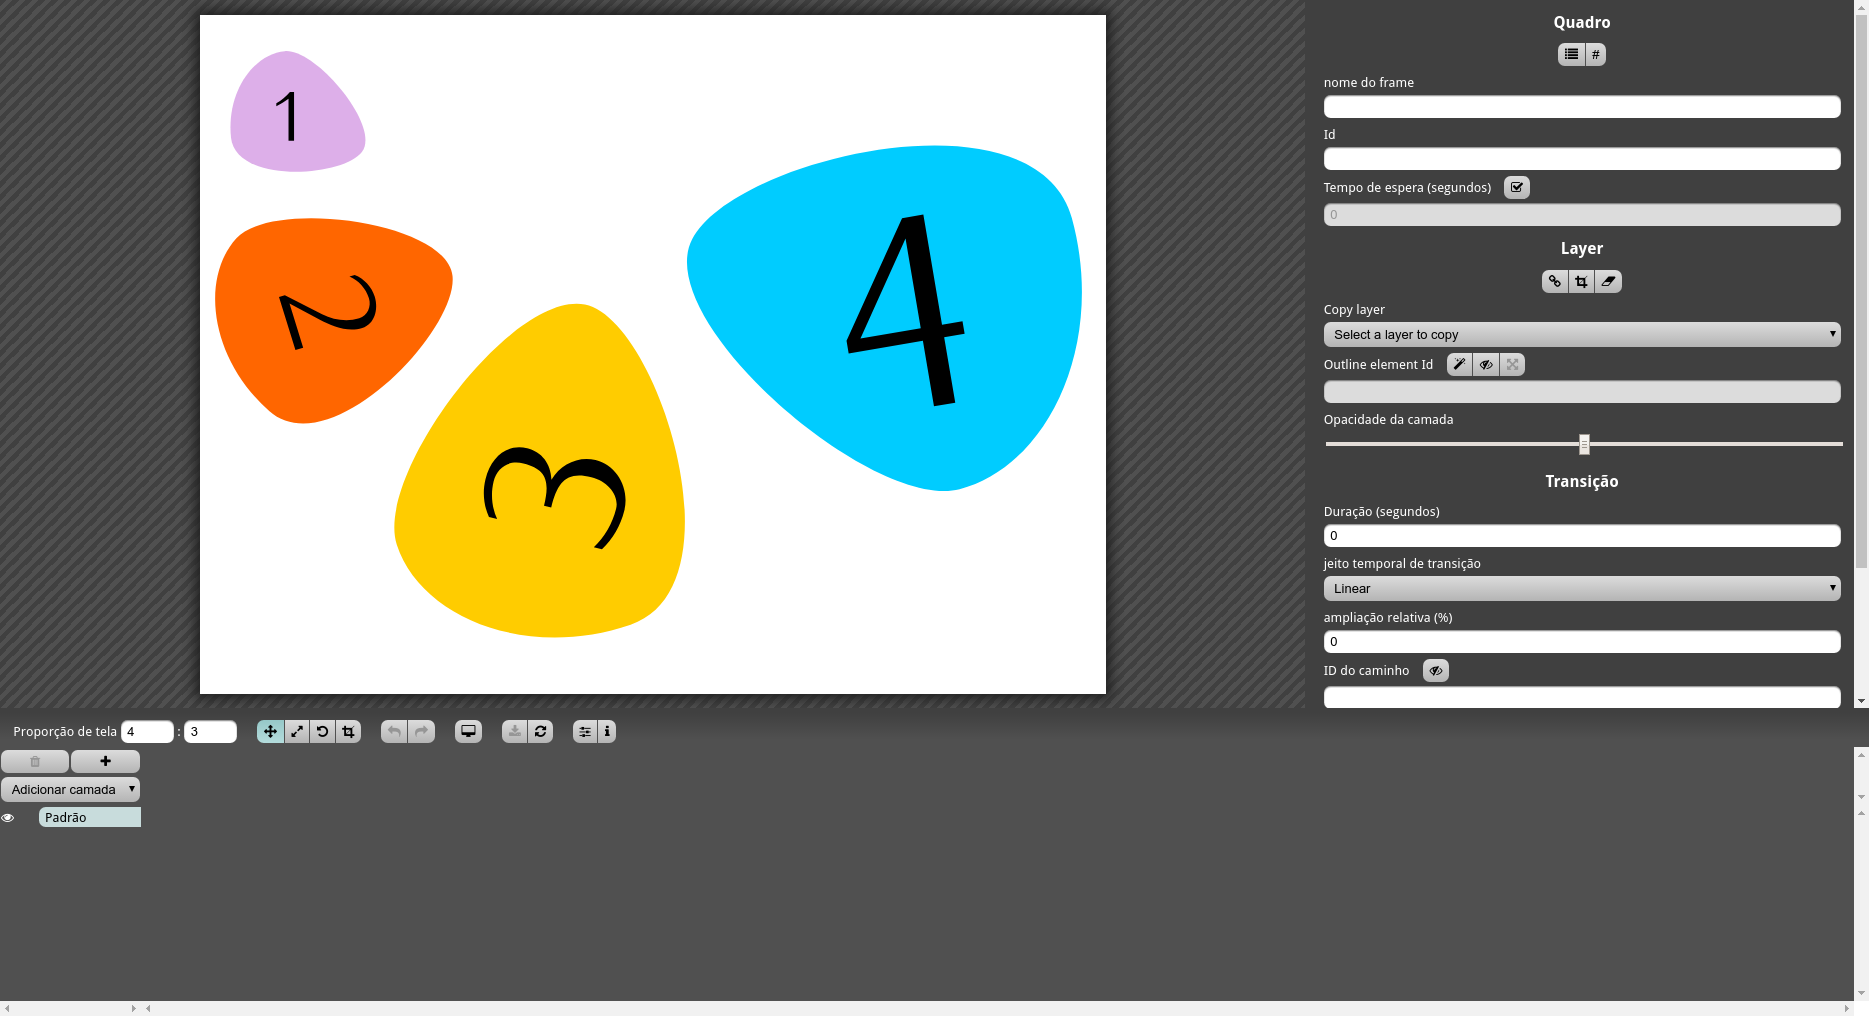 1
2
3
4
Quadro
#
nome do frame
Id
Tempo de espera (segundos)
0
Layer
Copy layer
Select a layer to copy
Outline element Id
Opacidade da camada
Transição
Duração (segundos)
0
jeito temporal de transição
Linear
ampliação relativa (%)
0
ID do caminho
Proporção de tela 4 : 3
Adicionar camada
Padrão